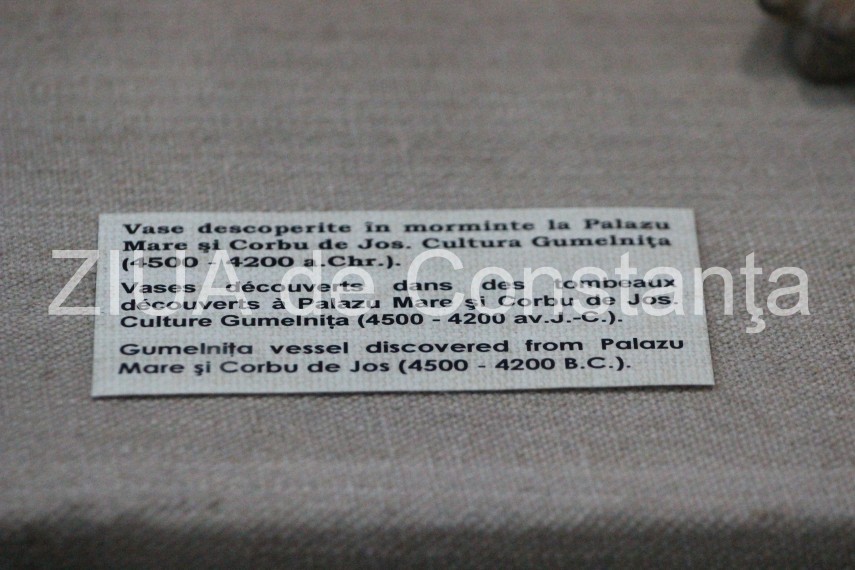 Vase descoperite în morminte la Palazu
Mare şi Corbu de Jos. Cultura Gumelniţa
(4500 - 4200 a.Chr.).
Vases découverts dans des tombeaux
découverts à Palazu Mare şi Corbu de Jos.
Culture Gumelniţa (4500 - 4200 av.J.-C.).
Gumelniţa vessel discovered from Palazu
Mare şi Corbu de Jos (4500 - 4200 B.C.).
ZIUA de Constanţa